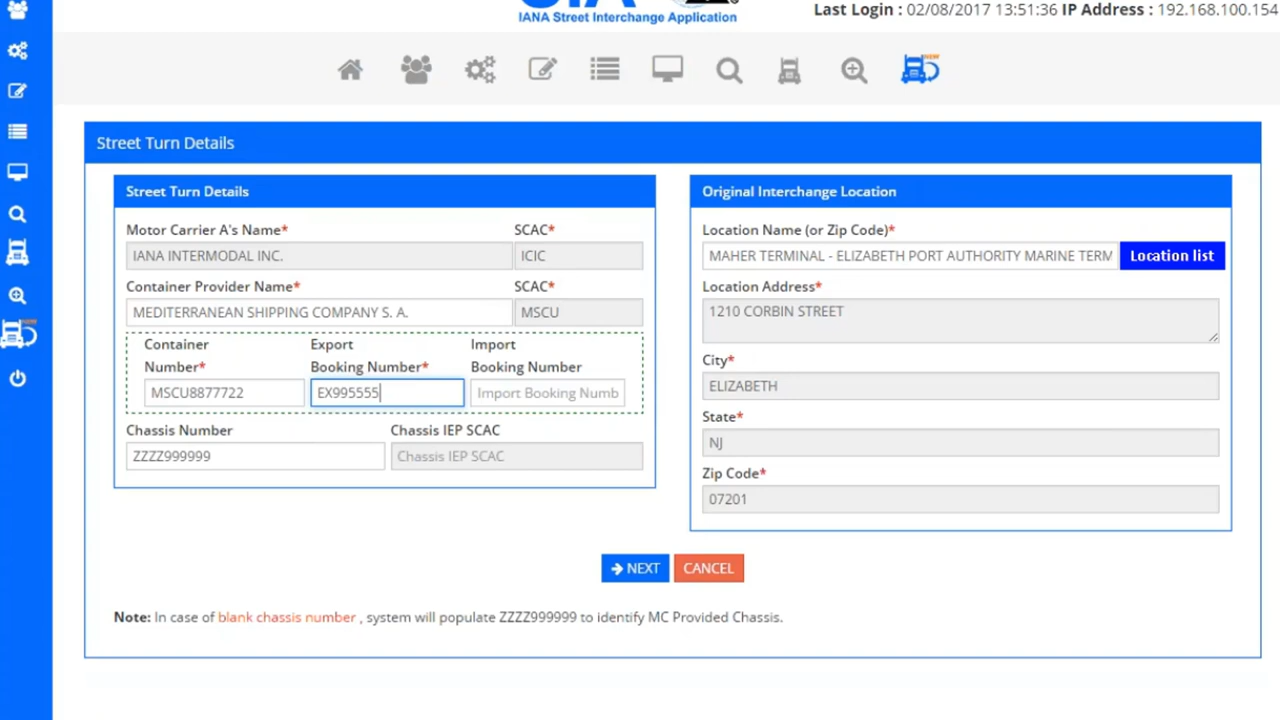 IANA Street Interchange Application
Last Login : 02/08/2017 13:51:36 IP Address : 192.168.100.154
NEW
Street Turn Details
Street Turn Details
Motor Carrier A's Name* SCAC*
IANA INTERMODAL INC. ICIC
Container Provider Name* SCAC*
MEDITERRANEAN SHIPPING COMPANY S. A. MSCU
Container Number* Export Booking Number* Import Booking Number
MSCU8877722 EX995555 Import Booking Numb
Chassis Number Chassis IEP SCAC
ZZZZ999999 Chassis IEP SCAC
Original Interchange Location
Location Name (or Zip Code)*
MAHER TERMINAL - ELIZABETH PORT AUTHORITY MARINE TERM Location list
Location Address*
1210 CORBIN STREET
City*
ELIZABETH
State*
NJ
Zip Code*
07201
NEXT CANCEL
Note: In case of blank chassis number , system will populate ZZZZ999999 to identify MC Provided Chassis.